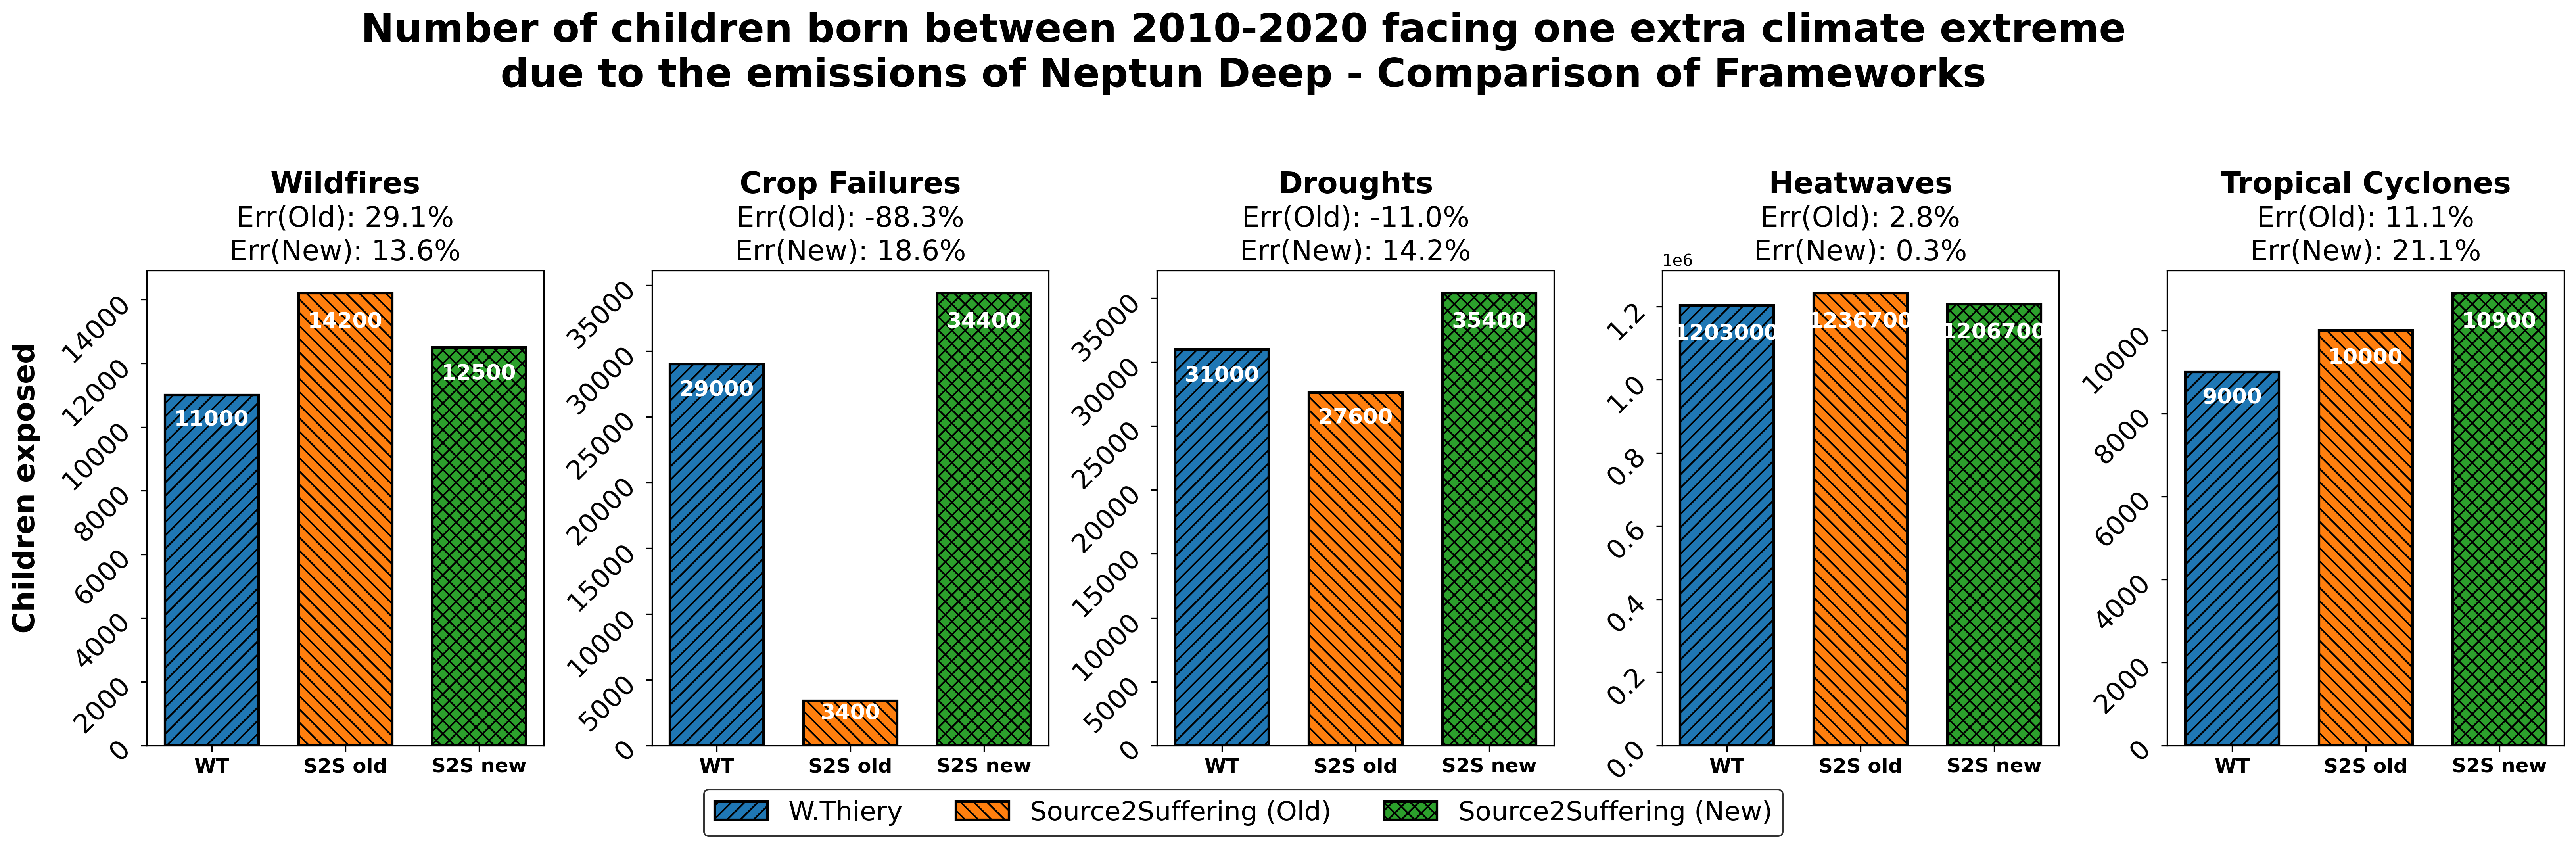 Number of children born between 2010-2020 facing one extra climate extreme
due to the emissions of Neptun Deep - Comparison of Frameworks
Children exposed
Wildfires
Err(Old): 29.1%
Err(New): 13.6%
14000
12000
10000
8000
6000
4000
2000
0
11000
14200
12500
WT
S2S old
S2S new
Crop Failures
Err(Old): -88.3%
Err(New): 18.6%
35000
30000
25000
20000
15000
10000
5000
0
29000
3400
34400
WT
S2S old
S2S new
Droughts
Err(Old): -11.0%
Err(New): 14.2%
35000
30000
25000
20000
15000
10000
5000
0
31000
27600
35400
WT
S2S old
S2S new
Heatwaves
Err(Old): 2.8%
Err(New): 0.3%
1e6
1.2
1.0
0.8
0.6
0.4
0.2
0.0
1203000
1236700
1206700
WT
S2S old
S2S new
Tropical Cyclones
Err(Old): 11.1%
Err(New): 21.1%
10000
8000
6000
4000
2000
0
9000
10000
10900
WT
S2S old
S2S new
W.Thiery
Source2Suffering (Old)
Source2Suffering (New)